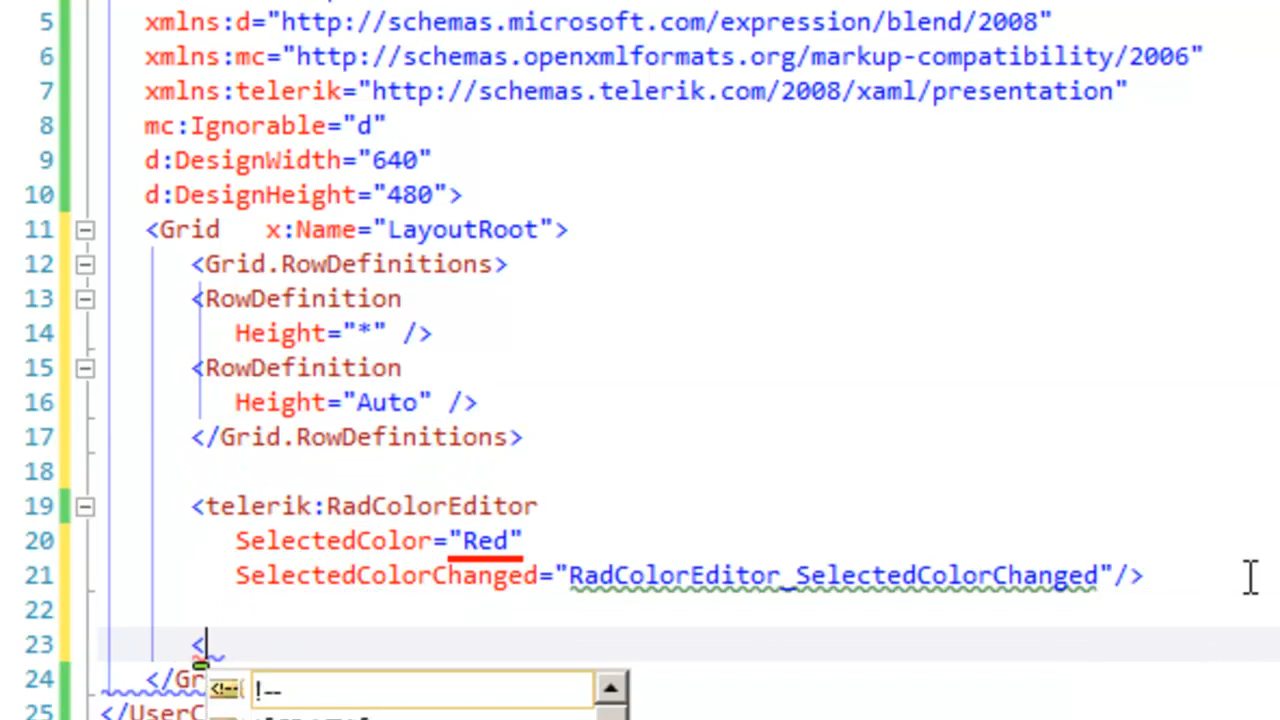 5 xmlns:d="http://schemas.microsoft.com/expression/blend/2008"
6 xmlns:mc="http://schemas.openxmlformats.org/markup-compatibility/2006"
7 xmlns:telerik="http://schemas.telerik.com/2008/xaml/presentation"
8 mc:Ignorable="d"
9 d:DesignWidth="640"
10 d:DesignHeight="480">
11 <Grid x:Name="LayoutRoot">
12 <Grid.RowDefinitions>
13 <RowDefinition
14 Height="*" />
15 <RowDefinition
16 Height="Auto" />
17 </Grid.RowDefinitions>
18
19 <telerik:RadColorEditor
20 SelectedColor="Red"
21 SelectedColorChanged="RadColorEditor_SelectedColorChanged"/>
22
23 <
24 </Gr
!--
25 </UserC